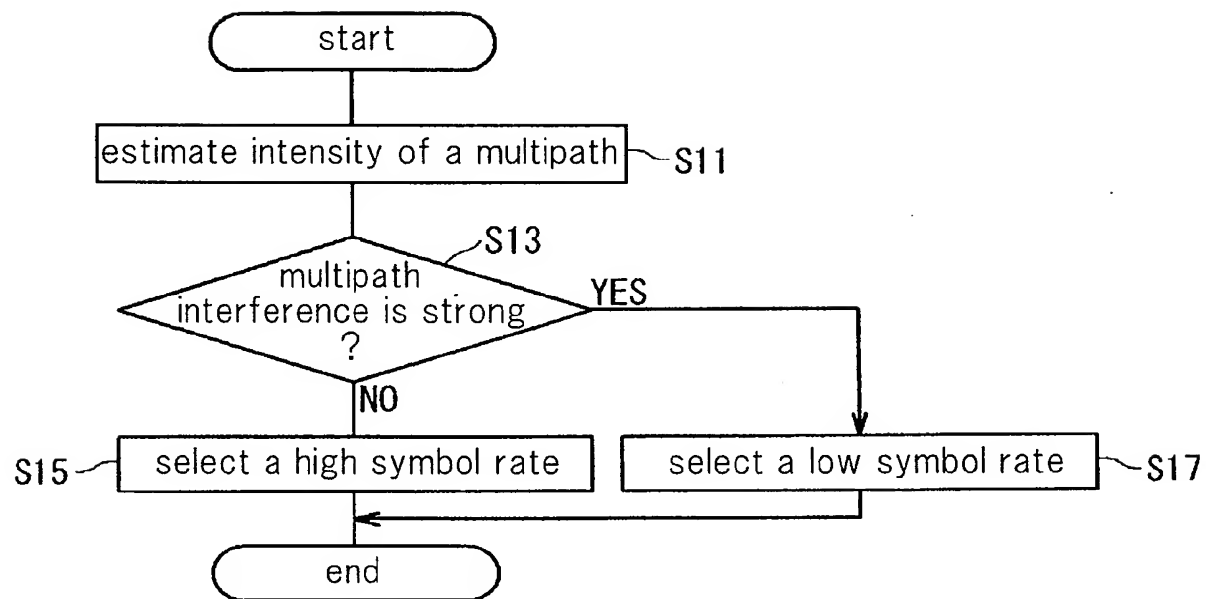 start
estimate intensity of a multipath
S11
S13
multipath
interference is strong
?
YES
NO
S15
select a high symbol rate
select a low symbol rate
S17
end